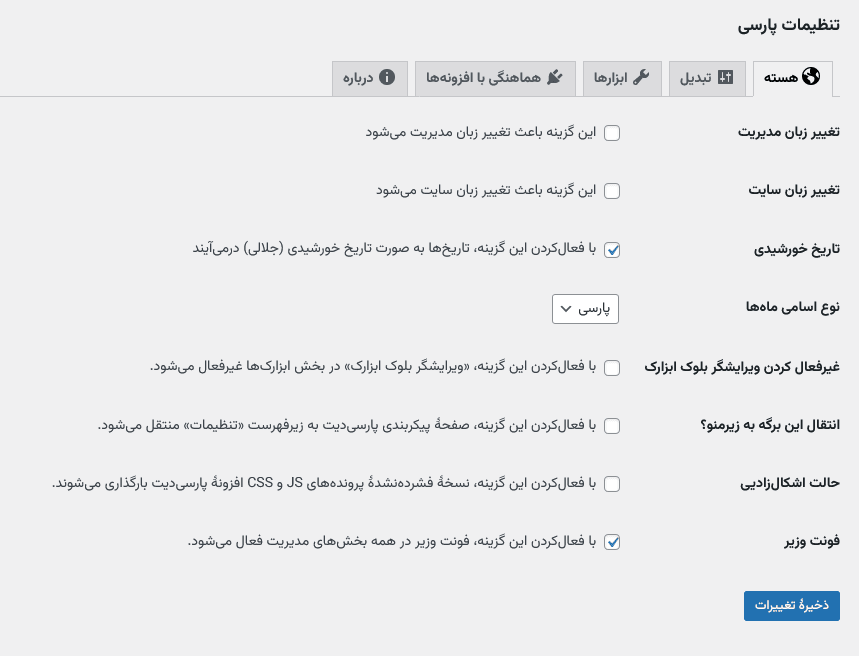 تنظیمات پارسی
هسته تبدیل ابزارها هماهنگی با افزونه‌ها درباره
تغییر زبان مدیریت این گزینه باعث تغییر زبان مدیریت می‌شود
تغییر زبان سایت این گزینه باعث تغییر زبان سایت می‌شود
تاریخ خورشیدی با فعال‌کردن این گزینه، تاریخ‌ها به صورت تاریخ خورشیدی (جلالی) درمی‌آیند
نوع اسامی ماه‌ها پارسی
غیرفعال کردن ویرایشگر بلوک ابزارک با فعال‌کردن این گزینه، «ویرایشگر بلوک ابزارک» در بخش ابزارک‌ها غیرفعال می‌شود.
انتقال این برگه به زیرمنو؟ با فعال‌کردن این گزینه، صفحهٔ پیکربندی پارسی‌دیت به زیرفهرست «تنظیمات» منتقل می‌شود.
حالت اشکال‌زادیی با فعال‌کردن این گزینه، نسخهٔ فشرده‌نشدهٔ پرونده‌های JS و CSS افزونهٔ پارسی‌دیت بارگذاری می‌شوند.
فونت وزیر با فعال‌کردن این گزینه، فونت وزیر در همه بخش‌های مدیریت فعال می‌شود.
ذخیرهٔ تغییرات